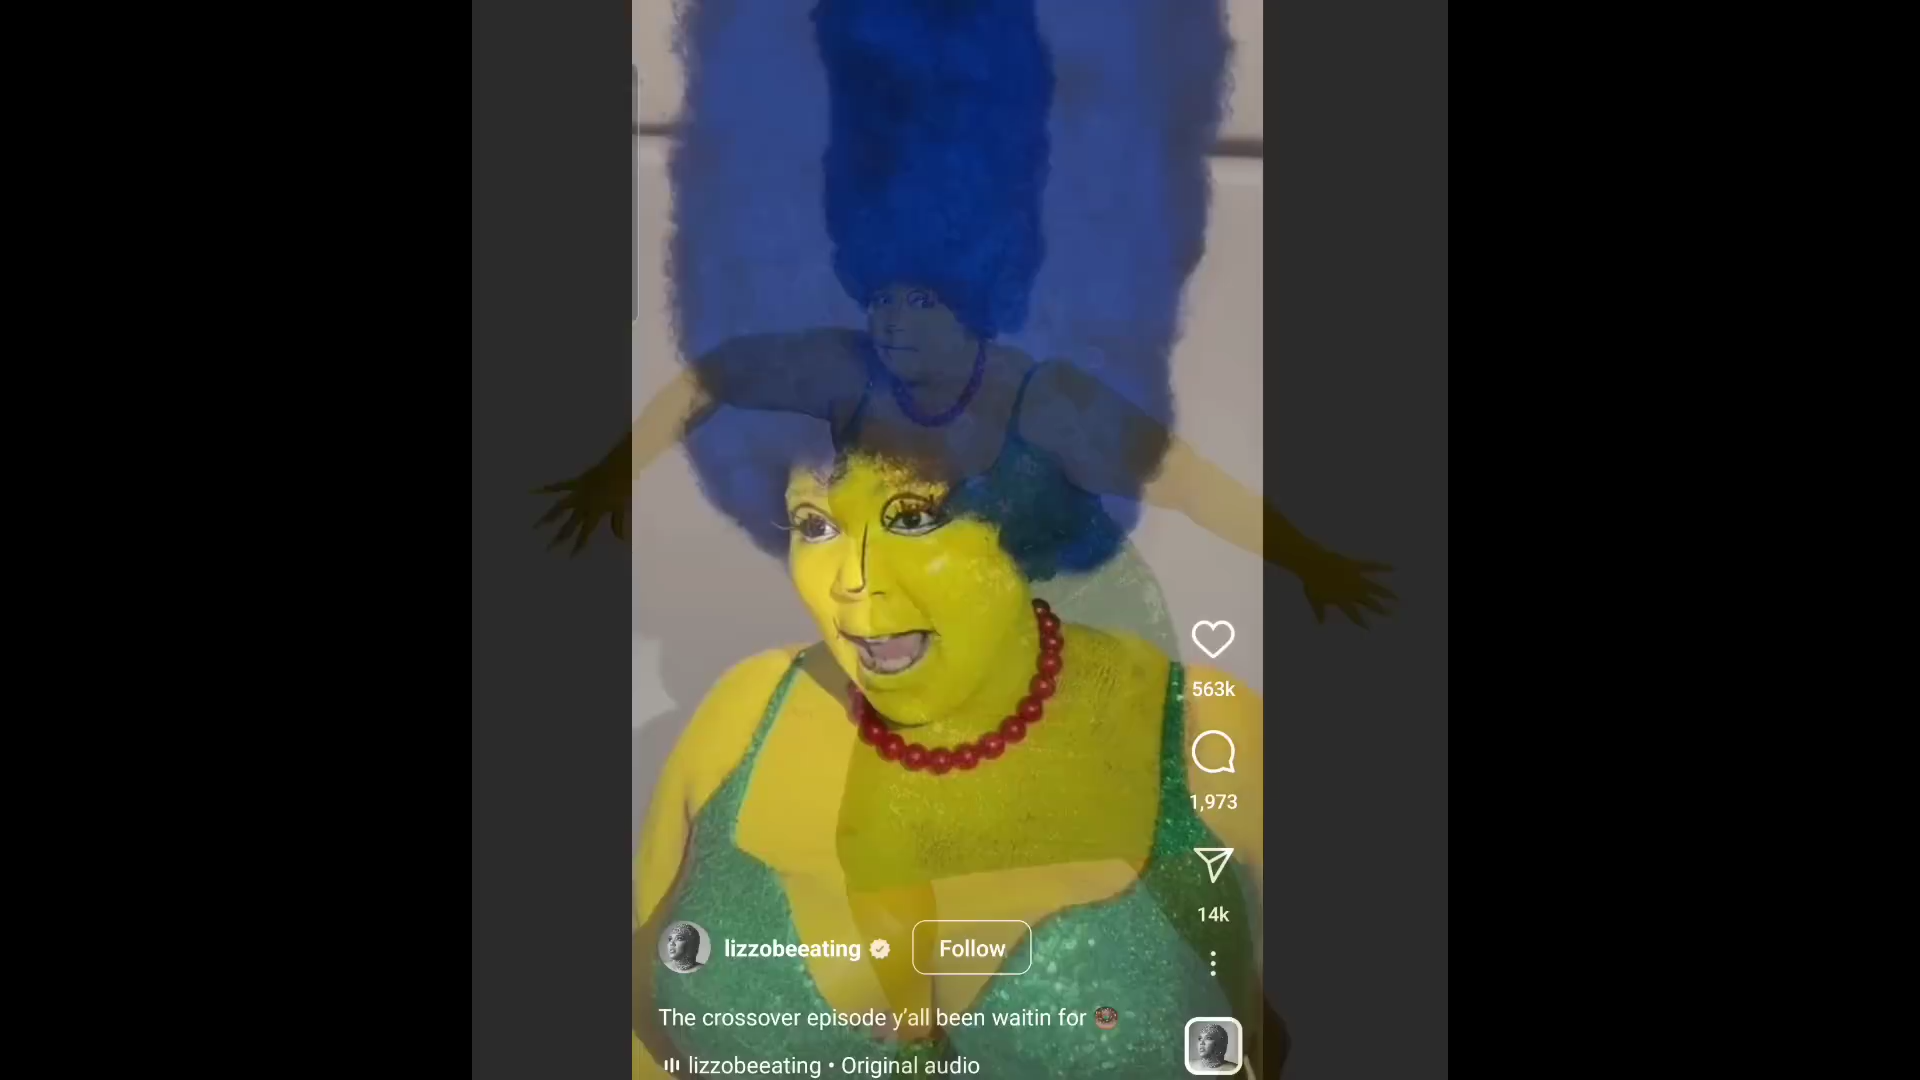 563k
1,973
14k
lizzobeeating
Follow
The crossover episode y'all been waitin for
lizzobeeating • Original audio